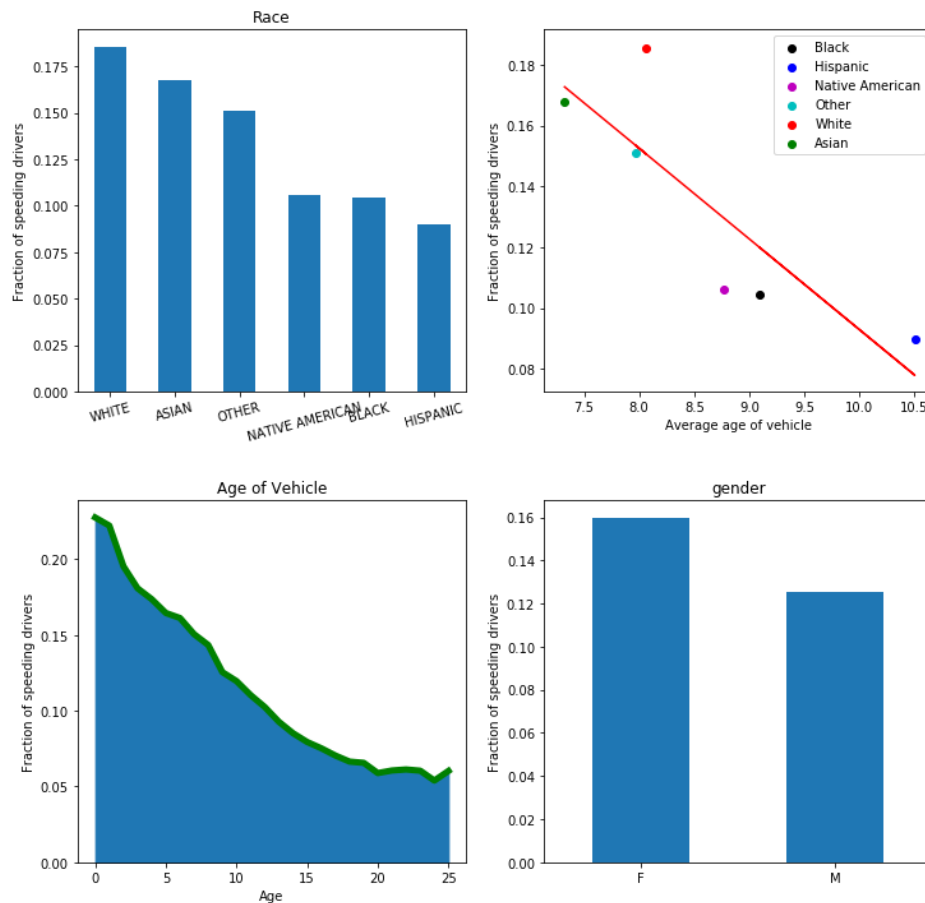 Race
Fraction of speeding drivers
0.175
0.150
0.125
0.100
0.075
0.050
0.025
0.000
WHITE
ASIAN
OTHER
NATIVE AMERICAN
BLACK
HISPANIC
Fraction of speeding drivers
0.18
0.16
0.14
0.12
0.10
0.08
Black
Hispanic
Native American
Other
White
Asian
7.5 8.0 8.5 9.0 9.5 10.0 10.5
Average age of vehicle
Age of Vehicle
Fraction of speeding drivers
0.20
0.15
0.10
0.05
0.00
0 5 10 15 20 25
Age
gender
Fraction of speeding drivers
0.16
0.14
0.12
0.10
0.08
0.06
0.04
0.02
0.00
F M